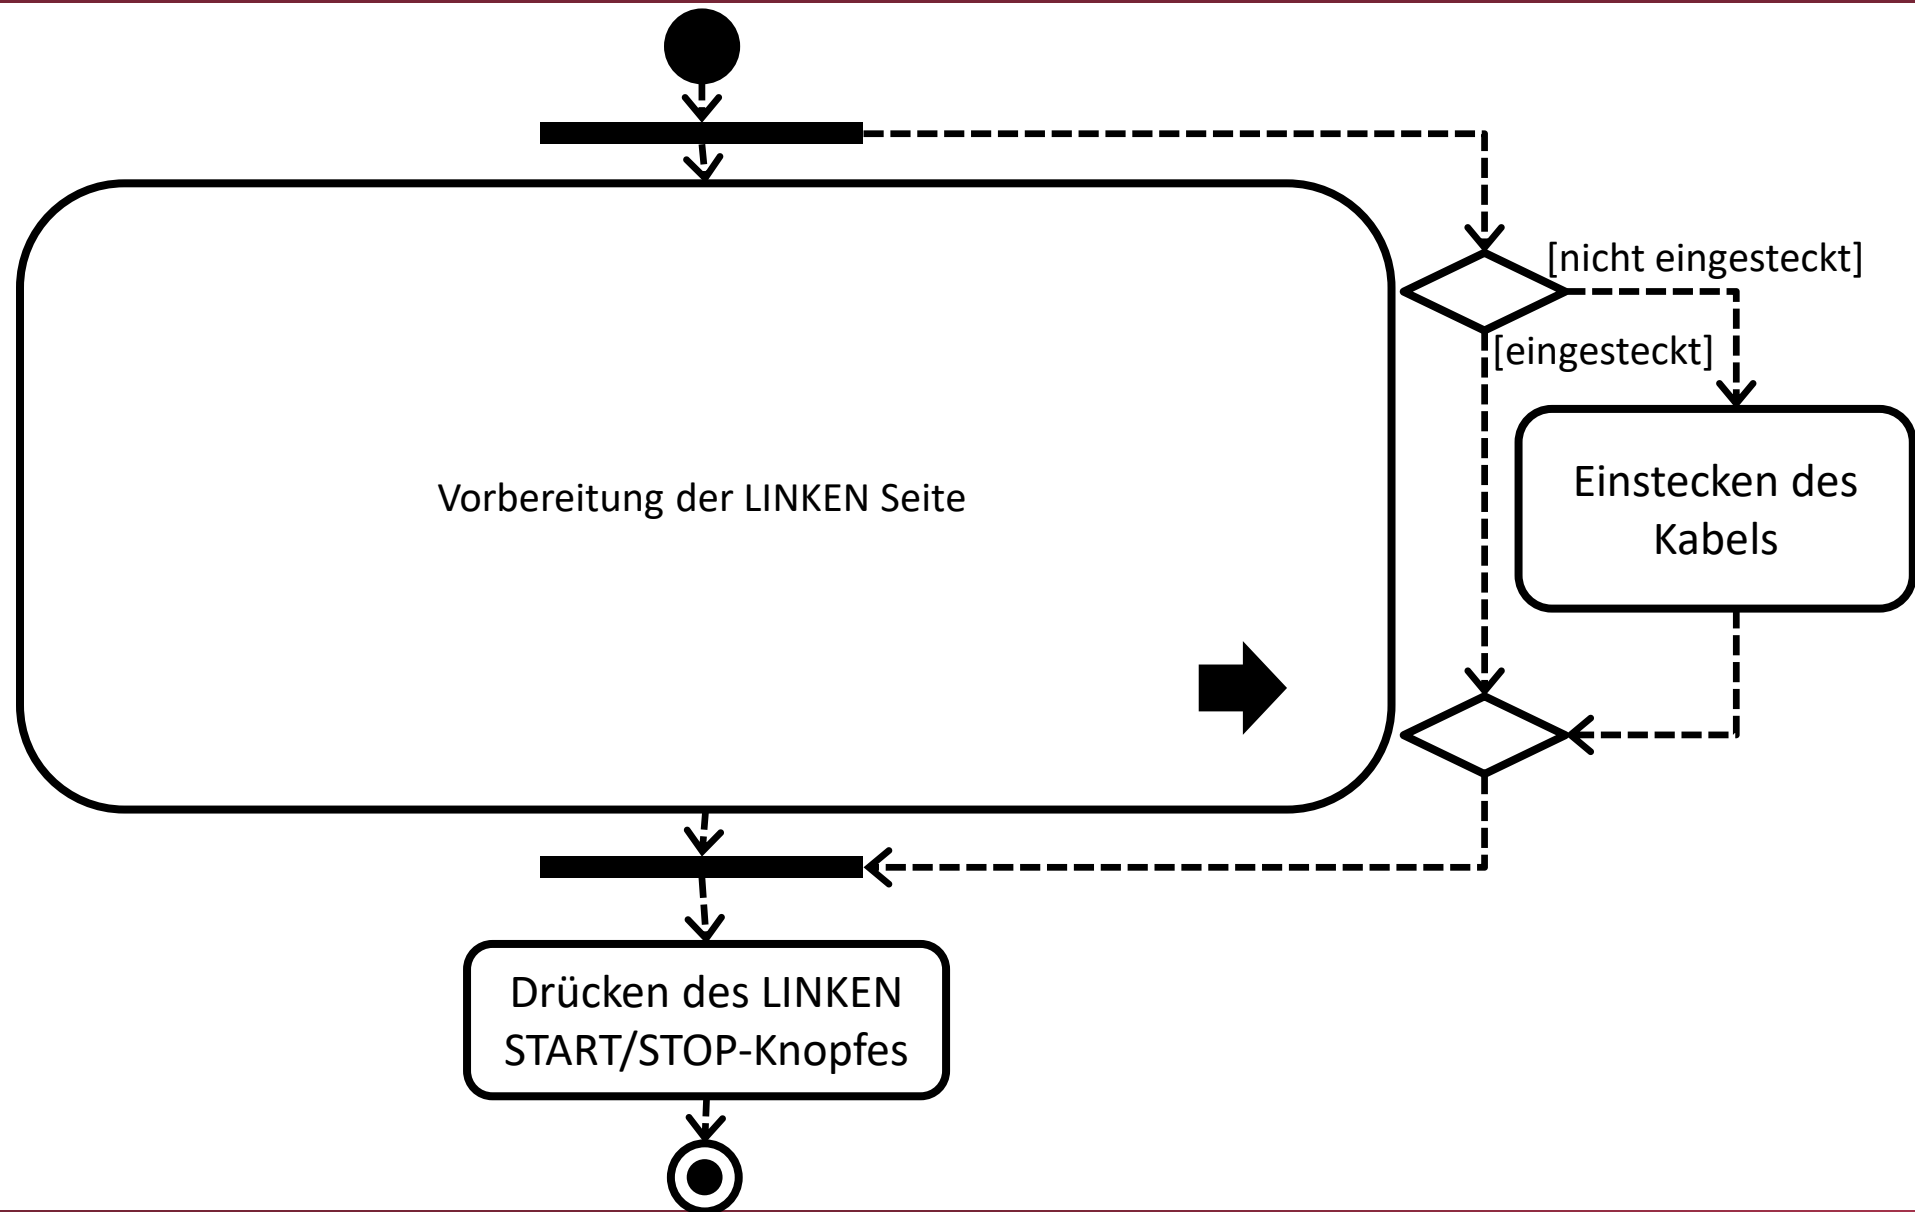 [nicht eingesteckt]
[eingesteckt]
Vorbereitung der LINKEN Seite
Einstecken des
Kabels
Drücken des LINKEN
START/STOP-Knopfes